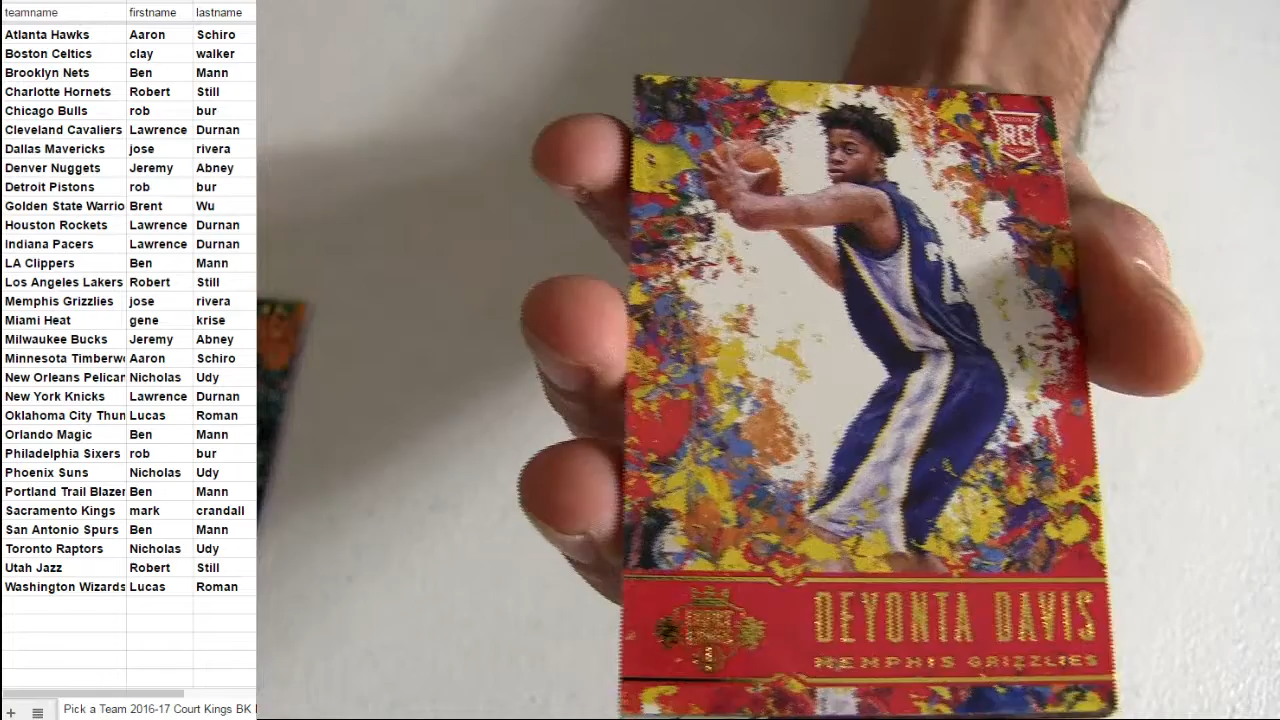 teamname firstname lastname
Atlanta Hawks Aaron Schiro
Boston Celtics clay walker
Brooklyn Nets Ben Mann
Charlotte Hornets Robert Still
Chicago Bulls rob bur
Cleveland Cavaliers Lawrence Durnan
Dallas Mavericks jose rivera
Denver Nuggets Jeremy Abney
Detroit Pistons rob bur
Golden State Warrio Brent Wu
Houston Rockets Lawrence Durnan
Indiana Pacers Lawrence Durnan
LA Clippers Ben Mann
Los Angeles Lakers Robert Still
Memphis Grizzlies jose rivera
Miami Heat gene krise
Milwaukee Bucks Jeremy Abney
Minnesota Timberwo Aaron Schiro
New Orleans Pelican Nicholas Udy
New York Knicks Lawrence Durnan
Oklahoma City Thun Lucas Roman
Orlando Magic Ben Mann
Philadelphia Sixers rob bur
Phoenix Suns Nicholas Udy
Portland Trail Blazer Ben Mann
Sacramento Kings mark crandall
San Antonio Spurs Ben Mann
Toronto Raptors Nicholas Udy
Utah Jazz Robert Still
Washington Wizards Lucas Roman
Pick a Team 2016-17 Court Kings BK
RC
DEYONTA DAVIS
MEMPHIS GRIZZLIES